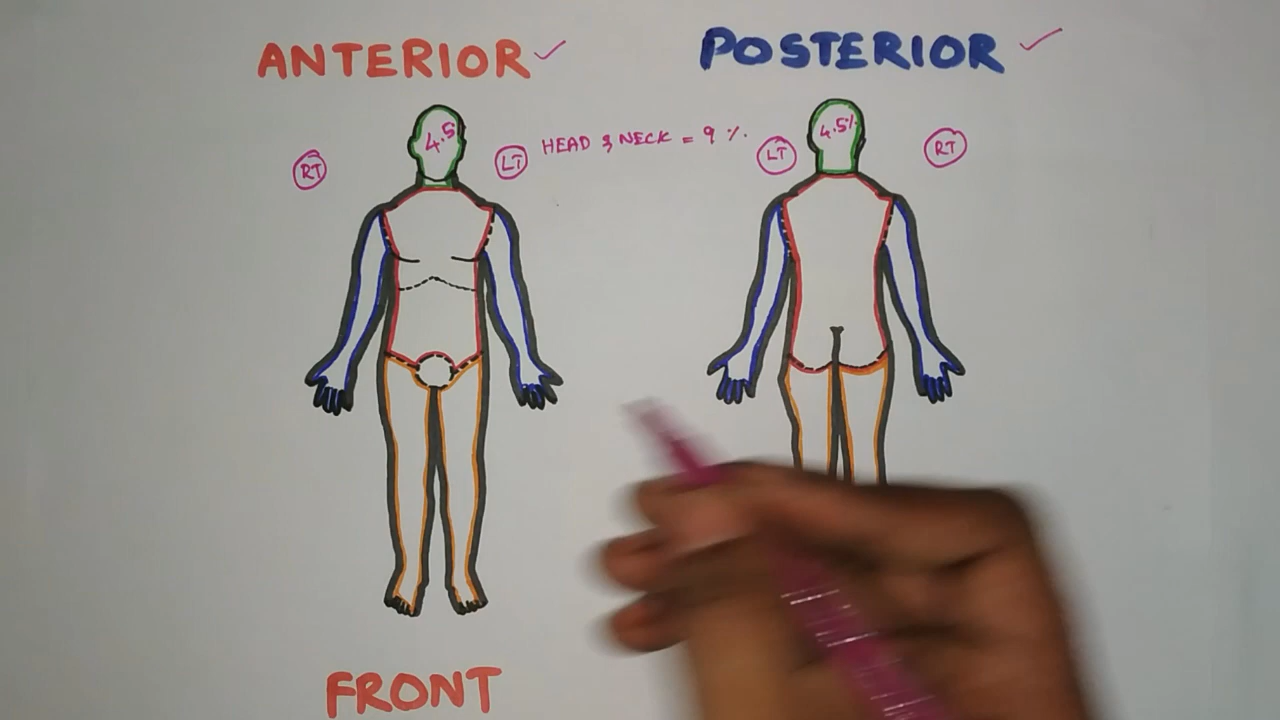 ANTERIOR
POSTERIOR
4.5
4.5%
HEAD & NECK = 9 %.
RT
LT
LT
RT
FRONT